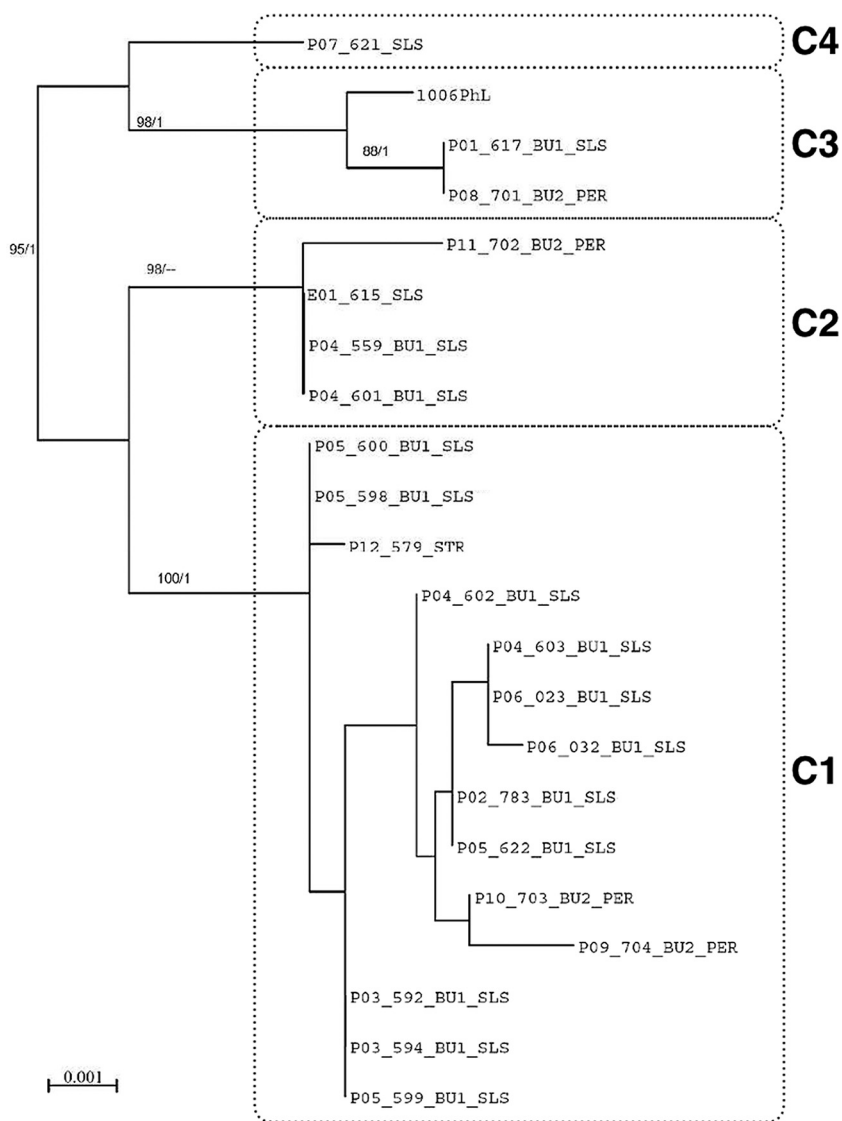 P07_621_SLS
C4
1006PhL
98/1
P01_617_BU1_SLS
C3
88/1
P08_701_BU2_PER
P11_702_BU2_PER
95/1
98/--
E01_615_SLS
C2
P04_559_BU1_SLS
P04_601_BU1_SLS
P05_600_BU1_SLS
P05_598_BU1_SLS
P12_579_STR
100/1
P04_602_BU1_SLS
P04_603_BU1_SLS
P06_023_BU1_SLS
P06_032_BU1_SLS
C1
P02_783_BU1_SLS
P05_622_BU1_SLS
P10_703_BU2_PER
P09_704_BU2_PER
P03_592_BU1_SLS
P03_594_BU1_SLS
0.001
P05_599_BU1_SLS